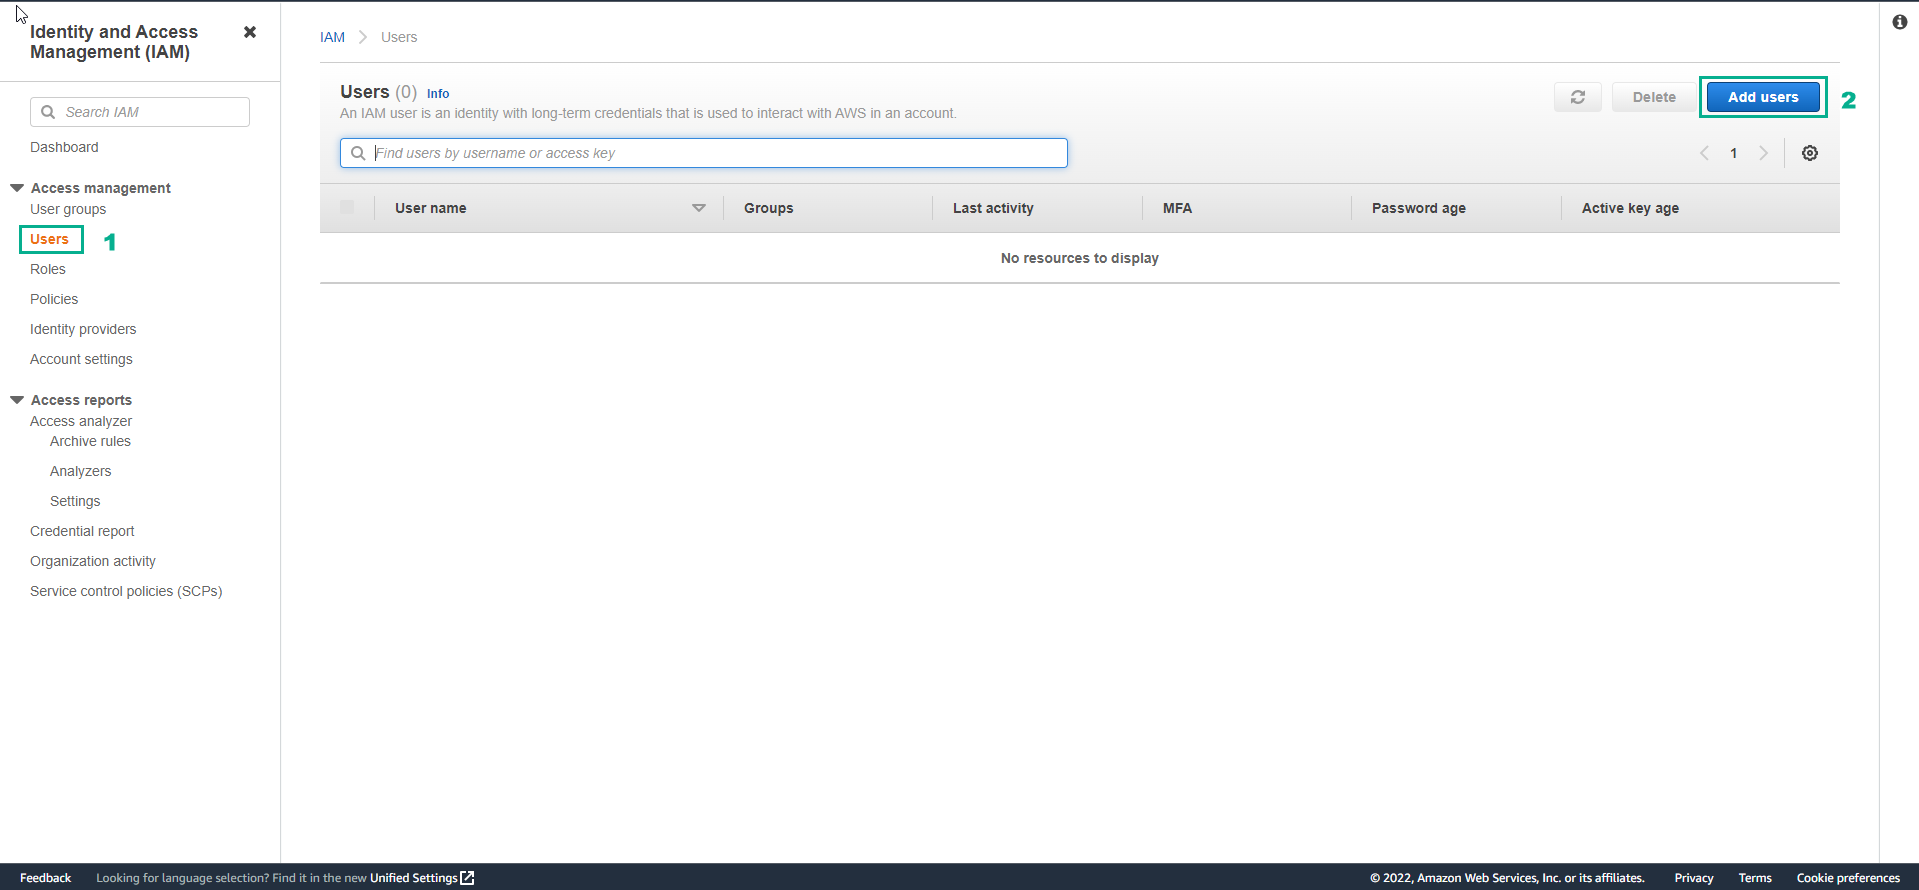 Identity and Access
Management (IAM)
Search IAM
Dashboard
Access management
User groups
Users 1
Roles
Policies
Identity providers
Account settings
Access reports
Access analyzer
Archive rules
Analyzers
Settings
Credential report
Organization activity
Service control policies (SCPs)
IAM Users
Users (0) Info
An IAM user is an identity with long-term credentials that is used to interact with AWS in an account.
Delete Add users 2
Find users by username or access key
1
User name Groups Last activity MFA Password age Active key age
No resources to display
Feedback Looking for language selection? Find it in the new Unified Settings © 2022, Amazon Web Services, Inc. or its affiliates. Privacy Terms Cookie preferences